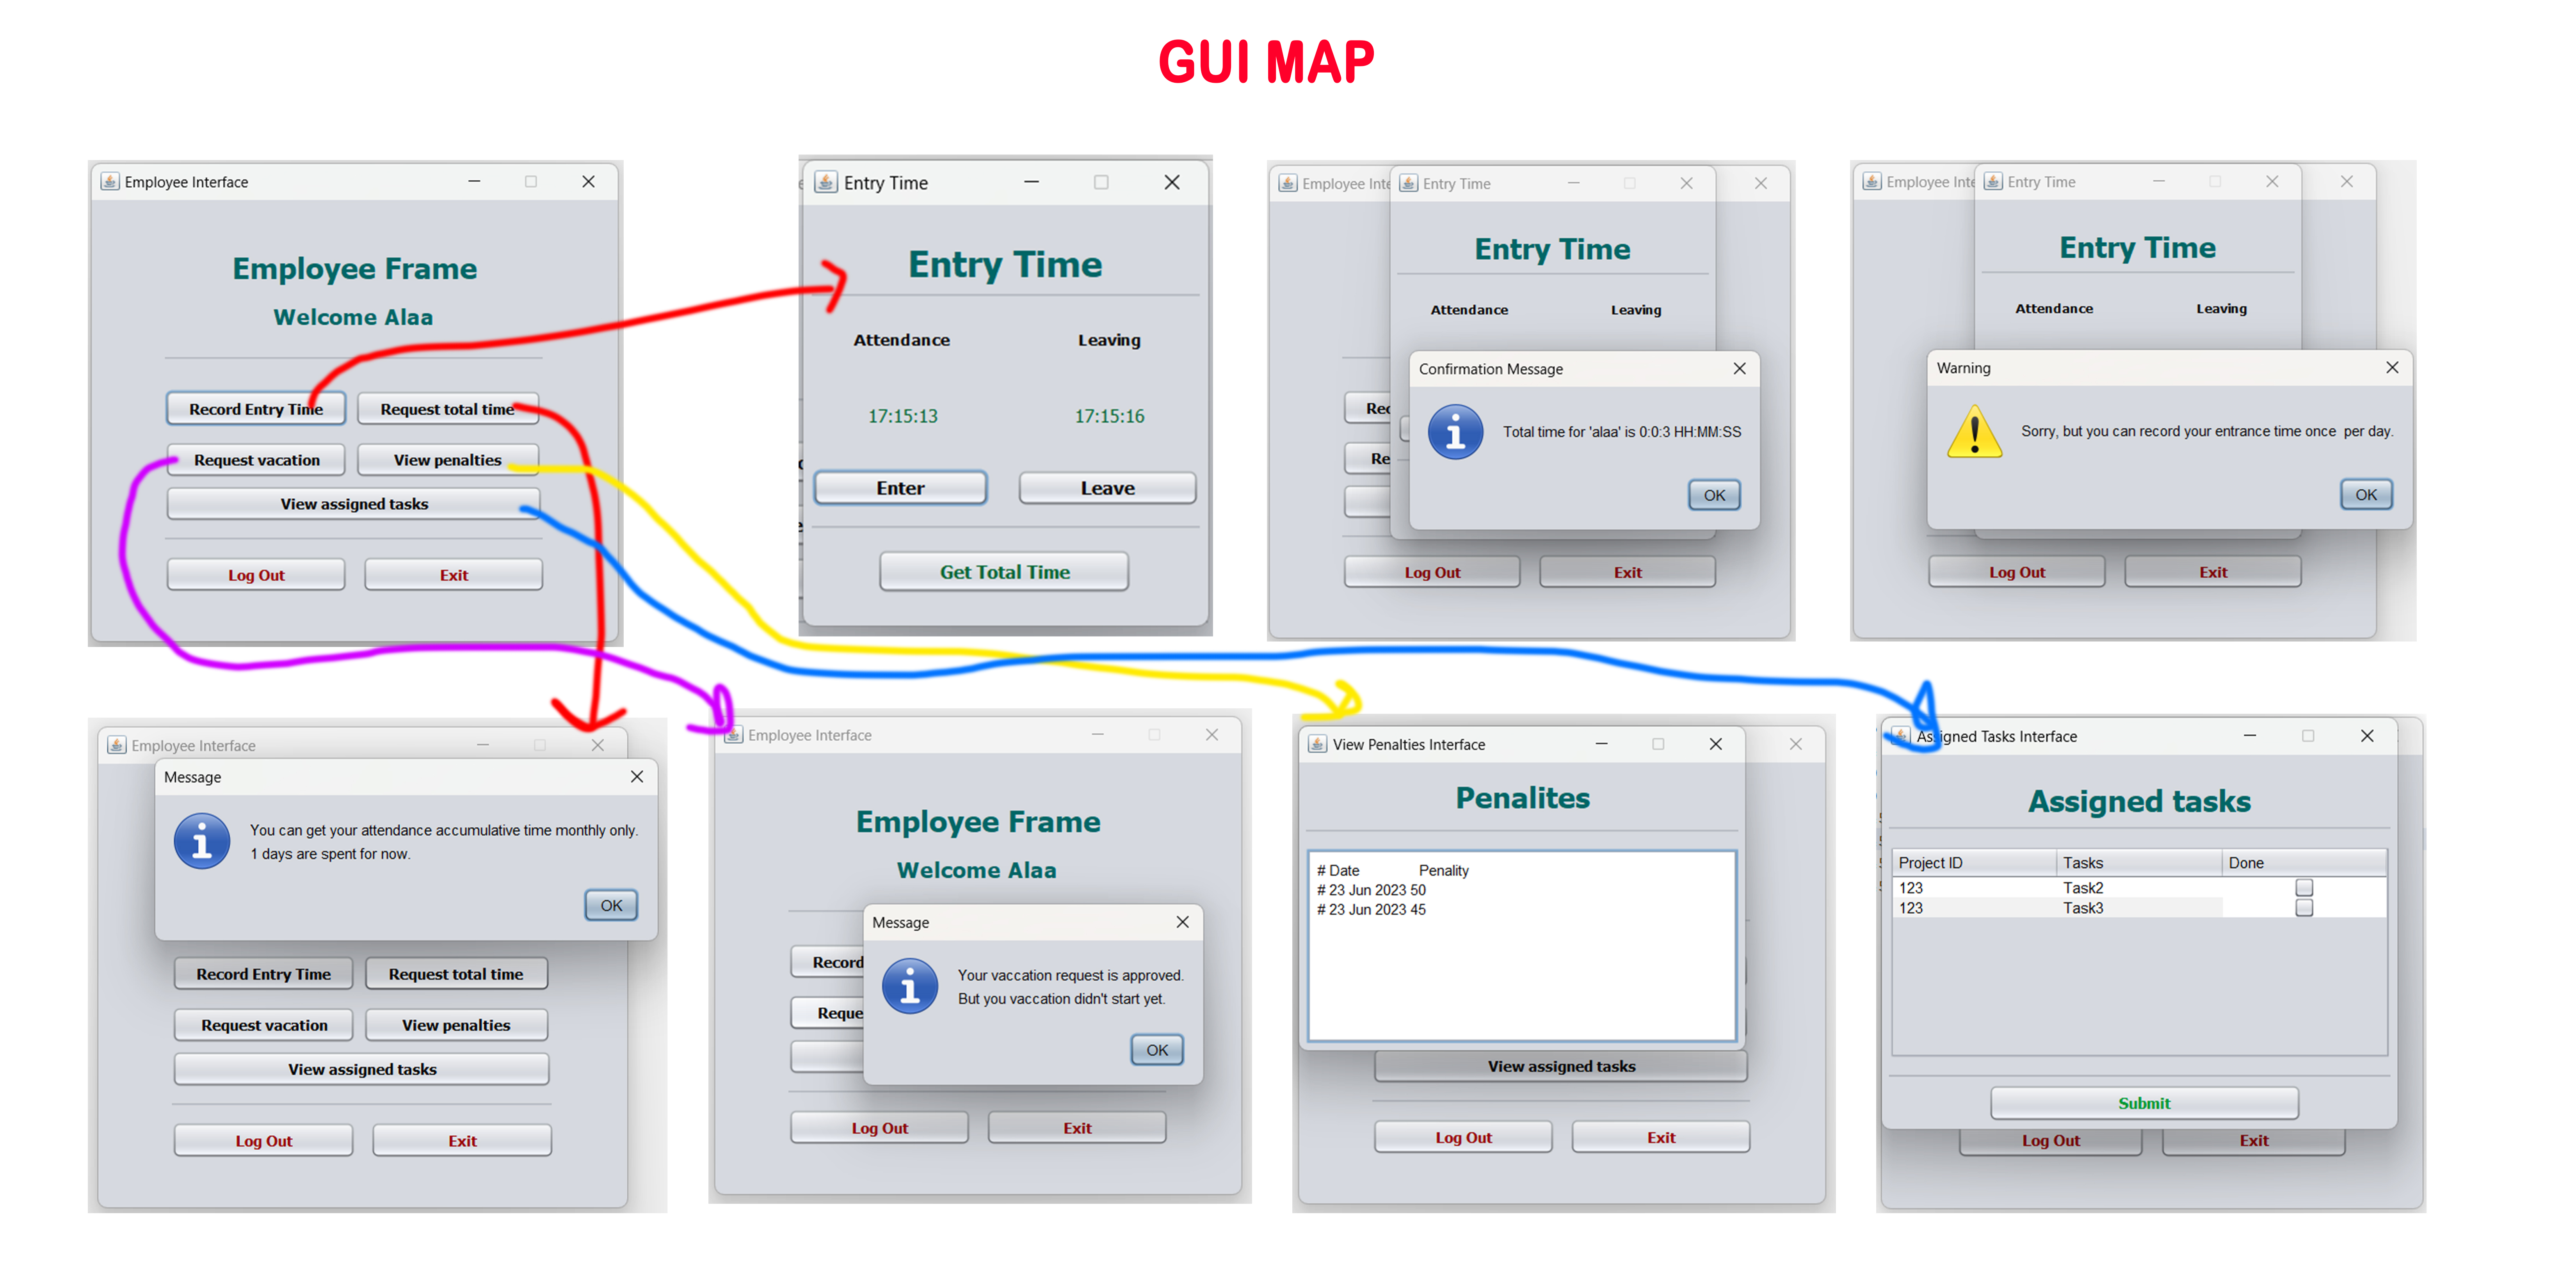 GUI MAP
Employee Interface
Employee Frame
Welcome Alaa
Record Entry Time Request total time
Request vacation View penalties
View assigned tasks
Log Out Exit
Entry Time
Entry Time
Attendance Leaving
17:15:13 17:15:16
Enter Leave
Get Total Time
Employee Inte Entry Time
Entry Time
Attendance Leaving
Confirmation Message
Rec
Total time for 'alaa' is 0:0:3 HH:MM:SS
Re
OK
Log Out Exit
Employee Inte Entry Time
Entry Time
Attendance Leaving
Warning
Sorry, but you can record your entrance time once per day.
OK
Log Out Exit
Employee Interface
Message
You can get your attendance accumulative time monthly only.
1 days are spent for now.
OK
Record Entry Time Request total time
Request vacation View penalties
View assigned tasks
Log Out Exit
Employee Interface
Employee Frame
Welcome Alaa
Message
Record
Your vaccation request is approved.
But you vaccation didn't start yet.
Reque
OK
Log Out Exit
View Penalties Interface
Penalites
# Date Penality
# 23 Jun 2023 50
# 23 Jun 2023 45
View assigned tasks
Log Out Exit
Assigned Tasks Interface
Assigned tasks
Project ID Tasks Done
123 Task2
123 Task3
Submit
Log Out Exit